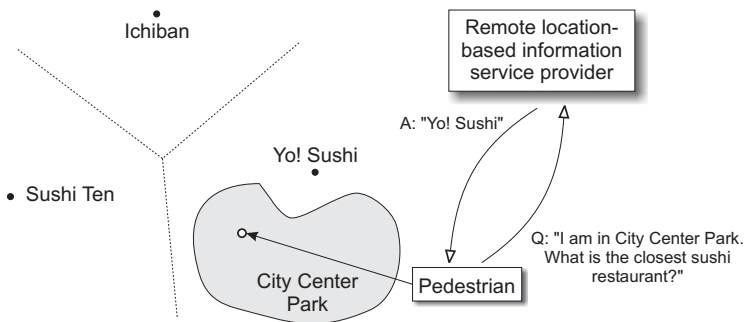 Ichiban
Remote location-
based information
service provider
A: "Yo! Sushi"
Yo! Sushi
Sushi Ten
Q: "I am in City Center Park.
What is the closest sushi
restaurant?"
City Center
Park
Pedestrian